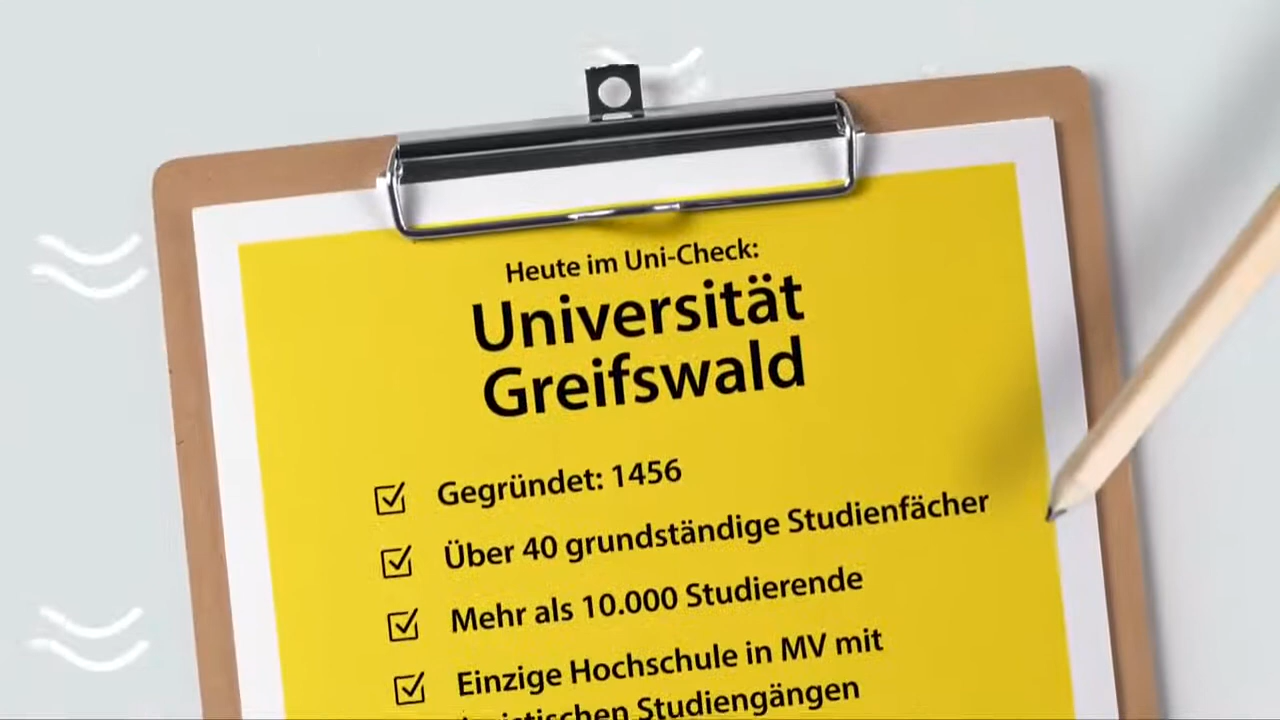 Heute im Uni-Check:
Universität
Greifswald
Gegründet: 1456
Über 40 grundständige Studienfächer
Mehr als 10.000 Studierende
Einzige Hochschule in MV mit
Studiengängen